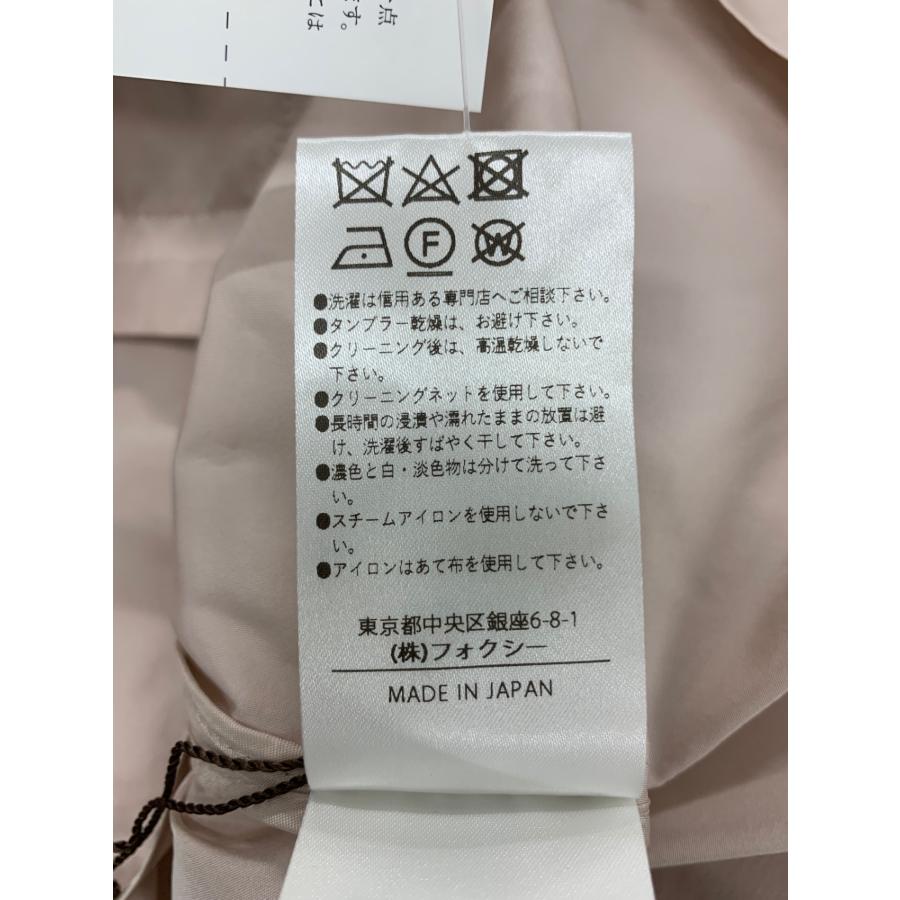 点
す。
には
F
W
●洗濯は信用ある専門店へご相談下さい。
●タンブラー乾燥は、お避け下さい。
●クリーニング後は、高温乾燥しないで
下さい。
●クリーニングネットを使用して下さい。
●長時間の浸漬や濡れたままの放置は避
け、洗濯後すばやく干して下さい。
●濃色と白・淡色物は分けて洗って下さ
い。
●スチームアイロンを使用しないで下さ
い。
●アイロンはあて布を使用して下さい。
東京都中央区銀座6-8-1
(株)フォクシー
MADE IN JAPAN